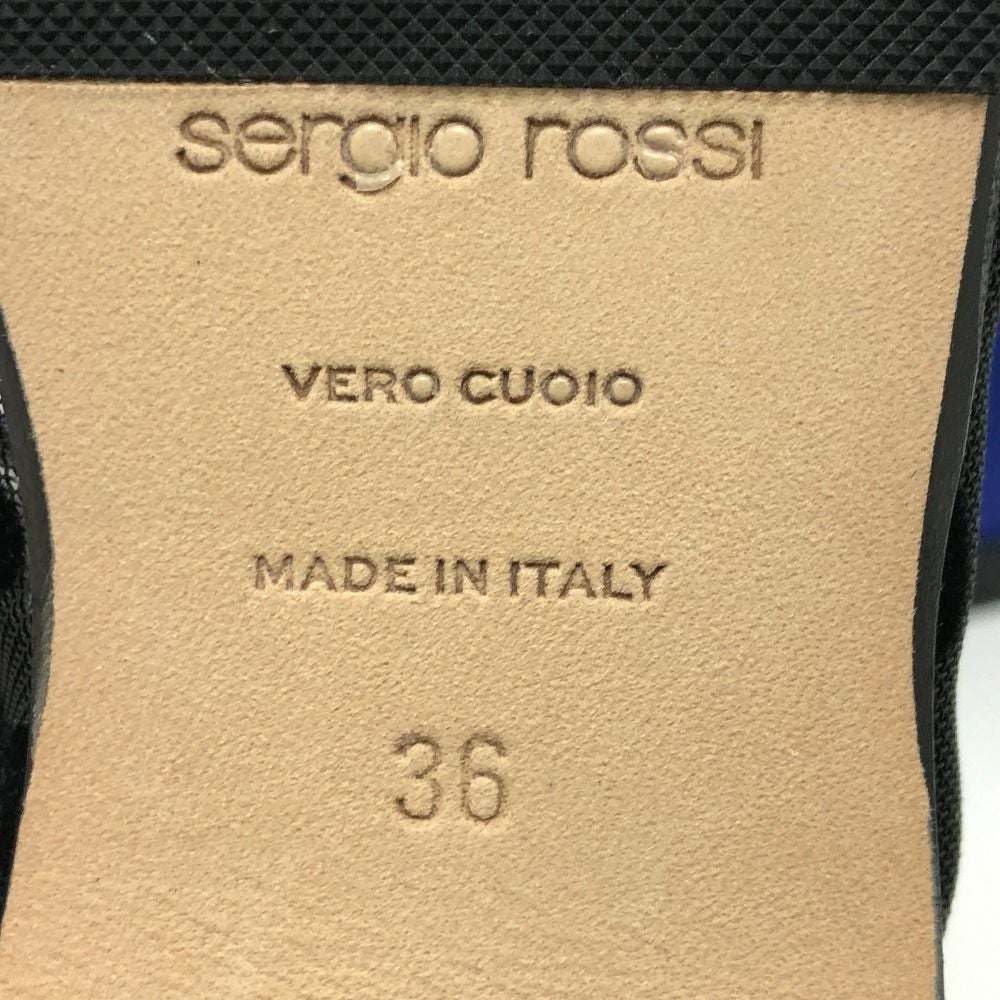 sergio rossi
VERO CUOIO
MADE IN ITALY
36